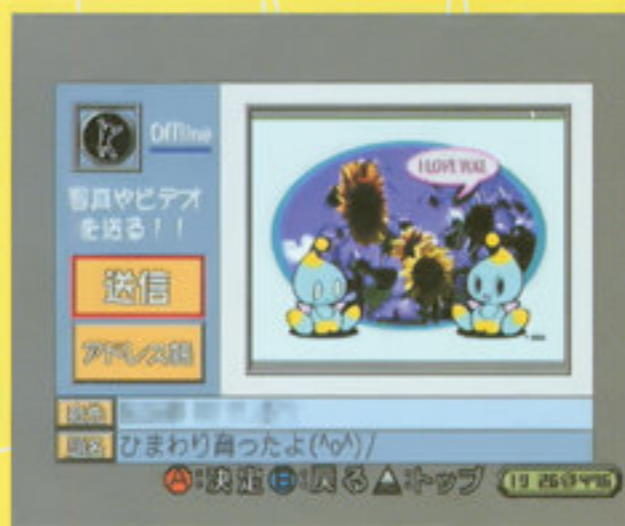 Offline
写真やビデオ
を送る！！
送信
アドレス帳
I LOVE YOU!
宛先
題名 ひまわり育ったよ(^o^)/
A:決定 B:戻る トップ